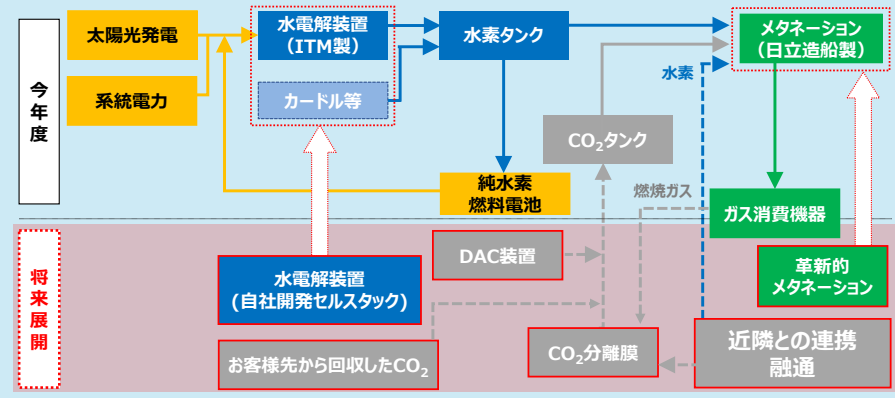 今年度
太陽光発電
系統電力
水電解装置
（ITM製）
カードル等
水素タンク
メタネーション
（日立造船製）
水素
CO₂タンク
純水素
燃料電池
燃焼ガス
ガス消費機器
将来展開
DAC装置
水電解装置
(自社開発セルスタック)
革新的
メタネーション
お客様先から回収したCO₂
CO₂分離膜
近隣との連携
融通